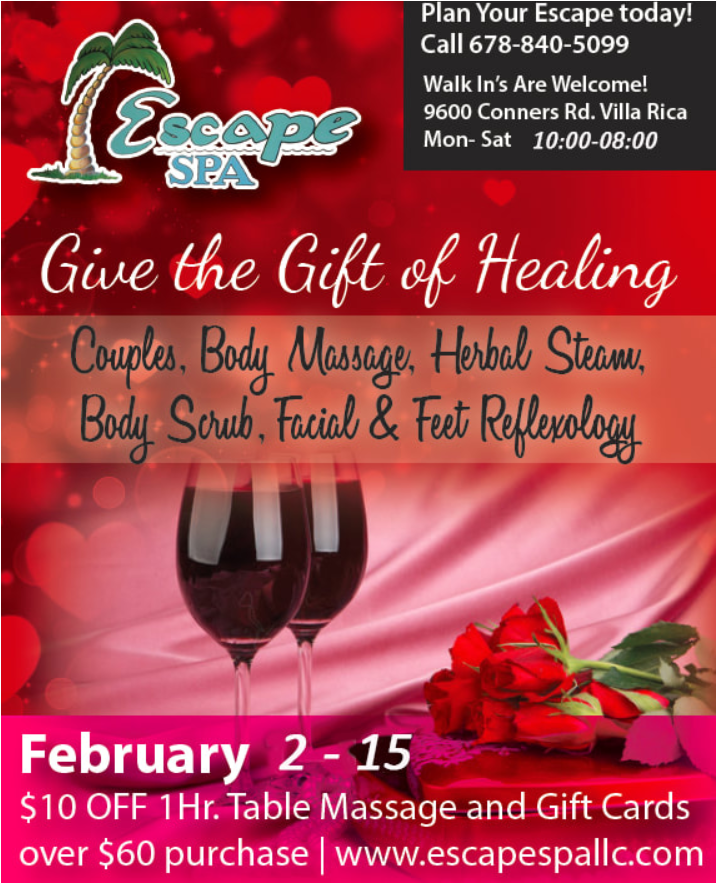 Escape
SPA
Plan Your Escape today!
Call 678-840-5099
Walk In's Are Welcome!
9600 Conners Rd. Villa Rica
Mon- Sat 10:00-08:00
Give the Gift of Healing
Couples, Body Massage, Herbal Steam,
Body Scrub, Facial & Feet Reflexology
February 2 - 15
$10 OFF 1Hr. Table Massage and Gift Cards
over $60 purchase | www.escapespallc.com